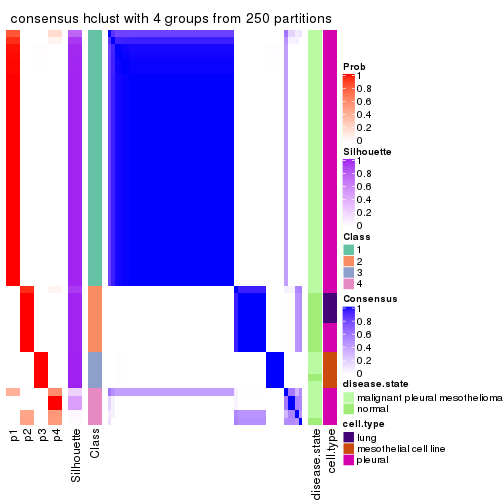 consensus hclust with 4 groups from 250 partitions
Prob
1
0.8
0.6
0.4
0.2
0
Silhouette
1
0.8
0.6
0.4
0.2
0
Class
1
2
3
4
Consensus
1
0.8
0.6
0.4
0.2
0
disease.state
malignant pleural mesothelioma
normal
cell.type
lung
mesothelial cell line
pleural
p1
p2
p3
p4
Silhouette
Class
disease.state
cell.type